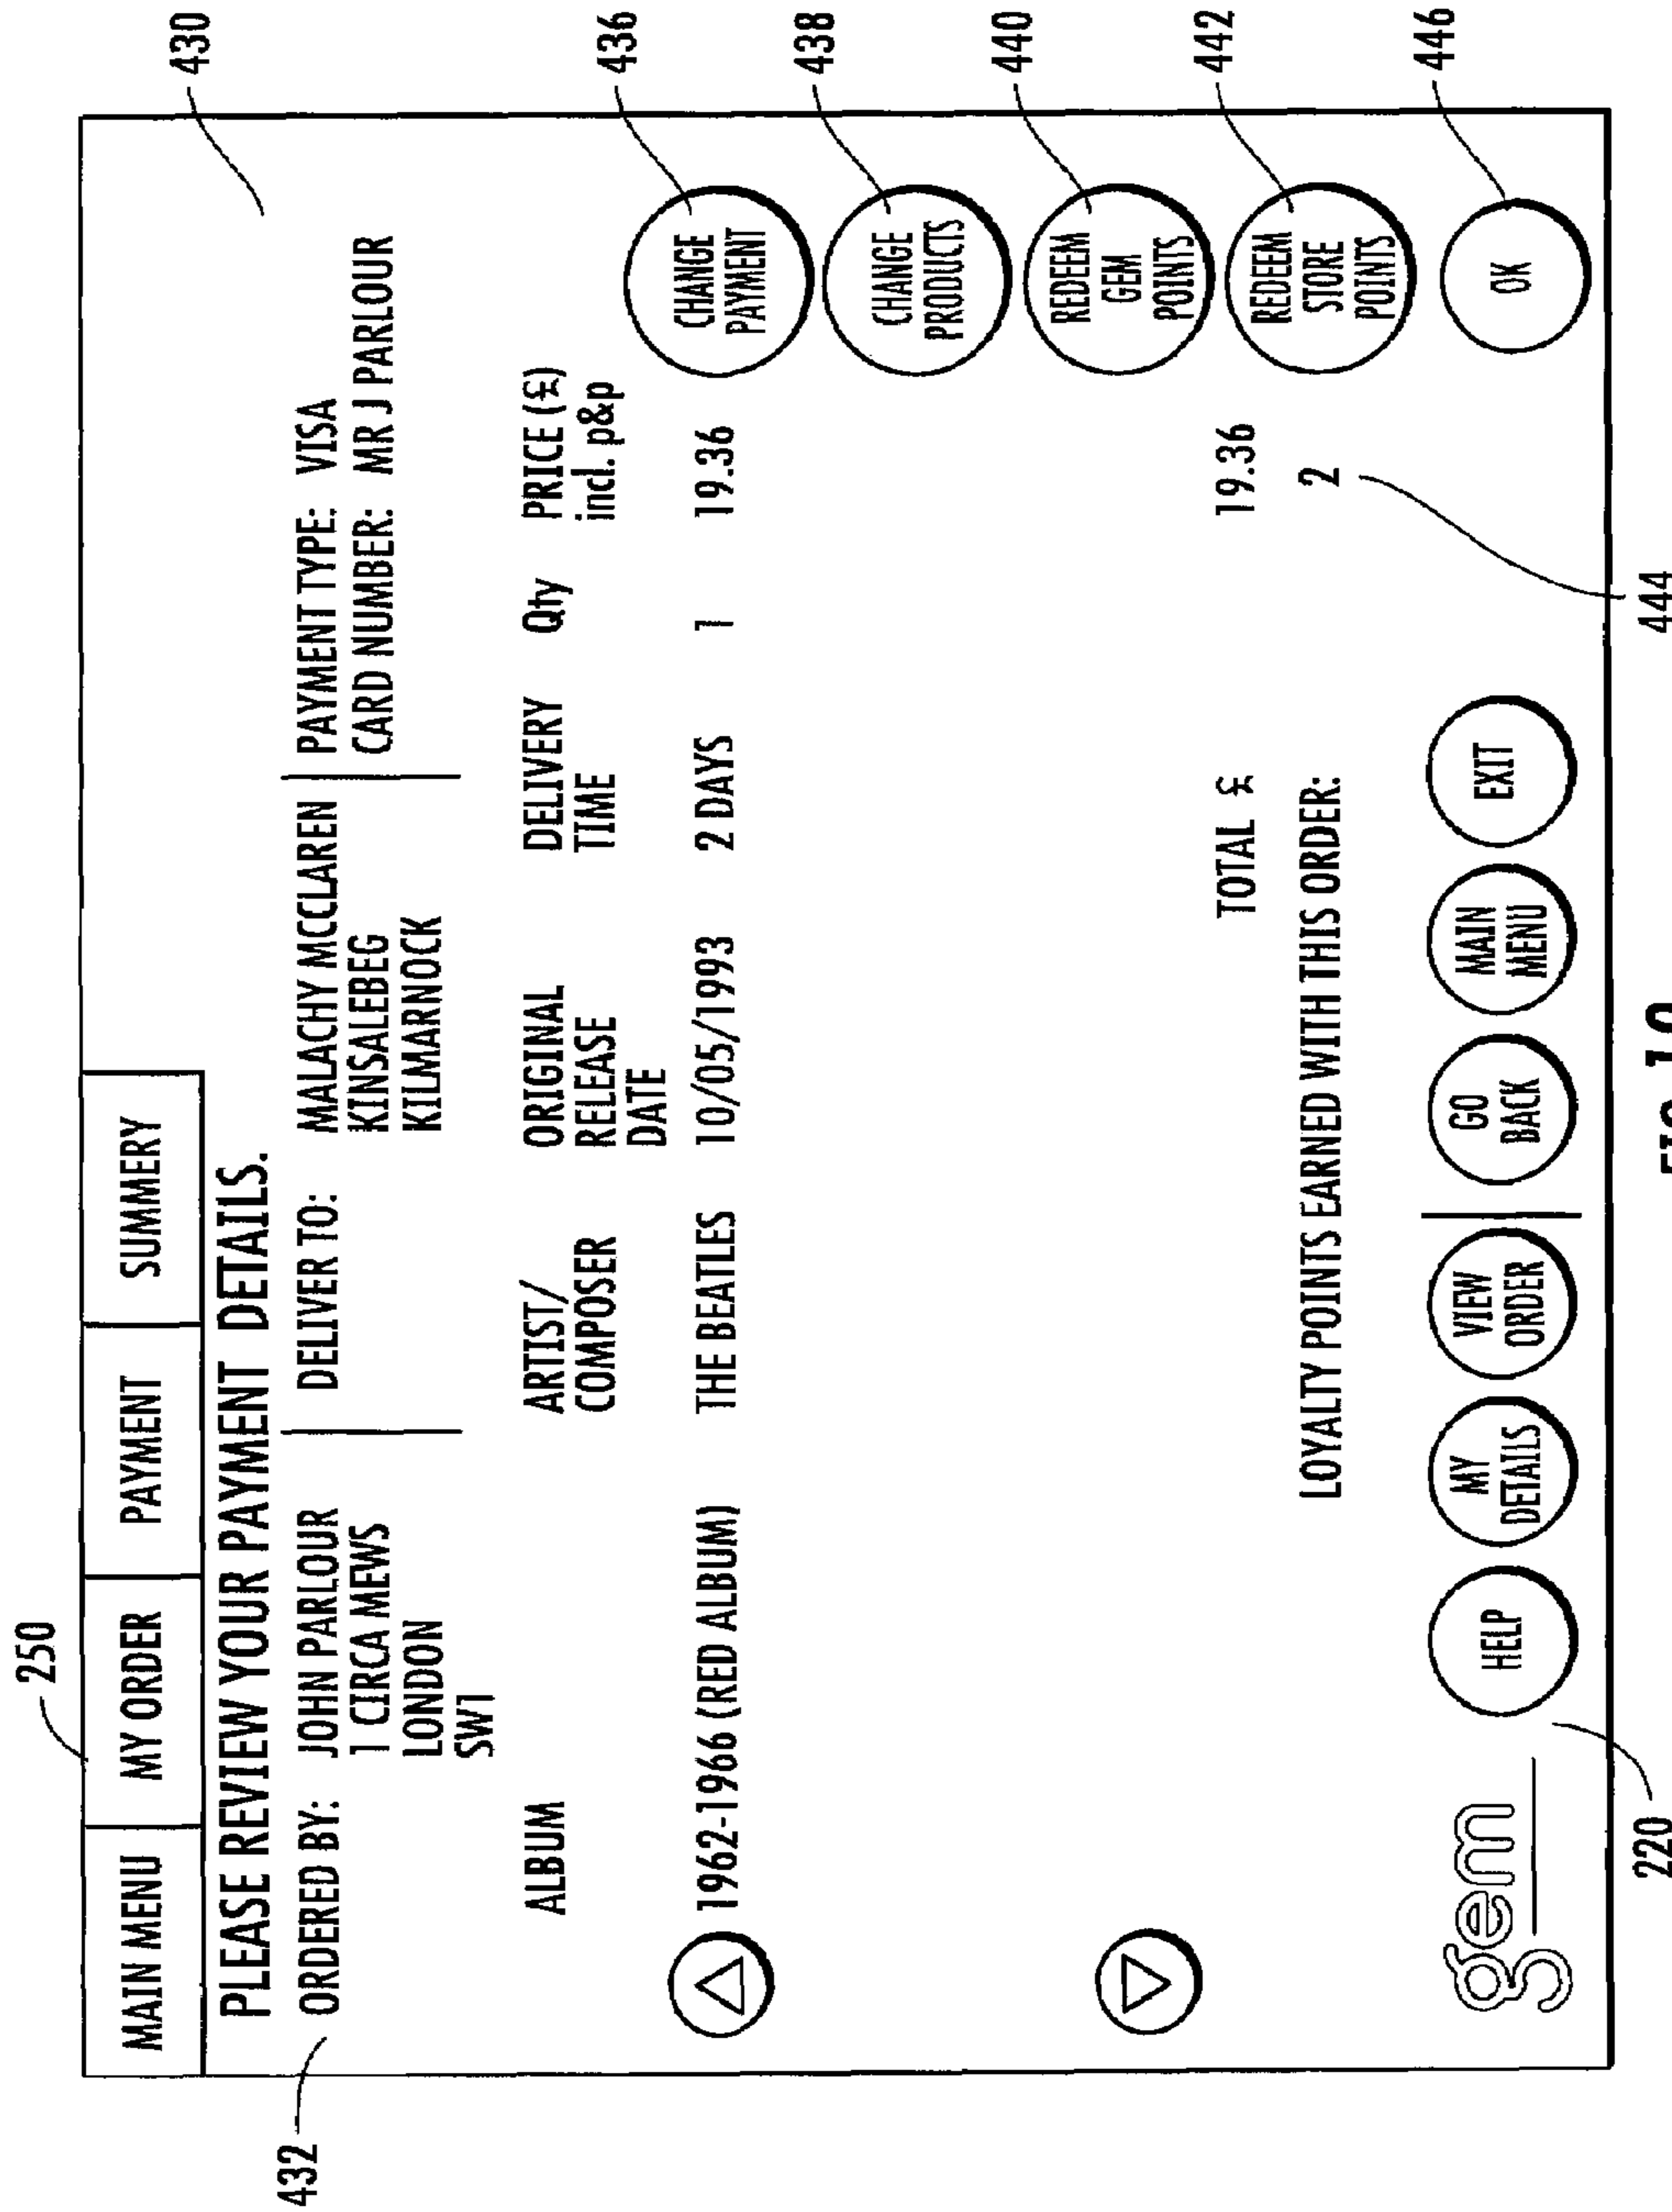 250
MAIN MENU MY ORDER PAYMENT SUMMERY
430
PLEASE REVIEW YOUR PAYMENT DETAILS.
432
ORDERED BY: JOHN PARLOUR DELIVER TO: MALACHY MCCLAREN PAYMENT TYPE: VISA
1 CIRCA MEWS KINSALEBEG CARD NUMBER: MR J PARLOUR
LONDON KILMARNOCK
SW1
ALBUM ARTIST/ ORIGINAL DELIVERY Qty PRICE (£)
COMPOSER RELEASE TIME incl. p&p
DATE
1962-1966 (RED ALBUM) THE BEATLES 10/05/1993 2 DAYS 1 19.36
CHANGE
PAYMENT
436
CHANGE
PRODUCTS
438
REDEEM
GEM
POINTS
440
TOTAL £ 19.36
LOYALTY POINTS EARNED WITH THIS ORDER: 2
REDEEM
STORE
POINTS
442
gem
HELP
MY
DETAILS
VIEW
ORDER
GO
BACK
MAIN
MENU
EXIT
OK
446
220
444